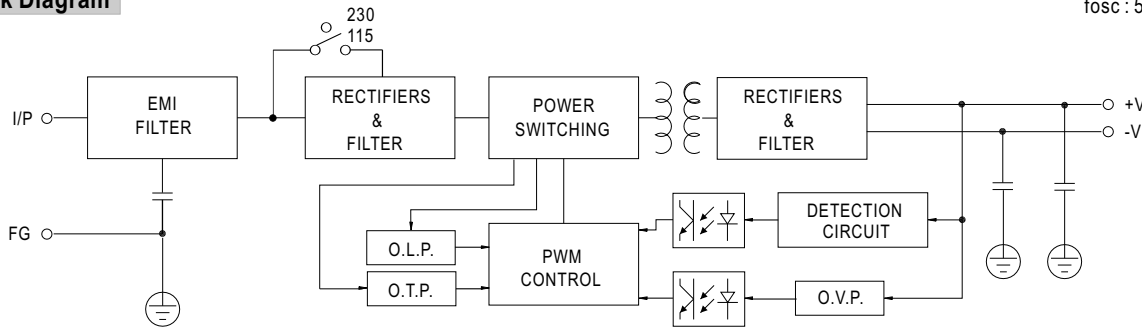 Diagram
fosc : 5
230
115
I/P
EMI
FILTER
RECTIFIERS
&
FILTER
POWER
SWITCHING
RECTIFIERS
&
FILTER
+V
-V
FG
O.L.P.
O.T.P.
PWM
CONTROL
DETECTION
CIRCUIT
O.V.P.